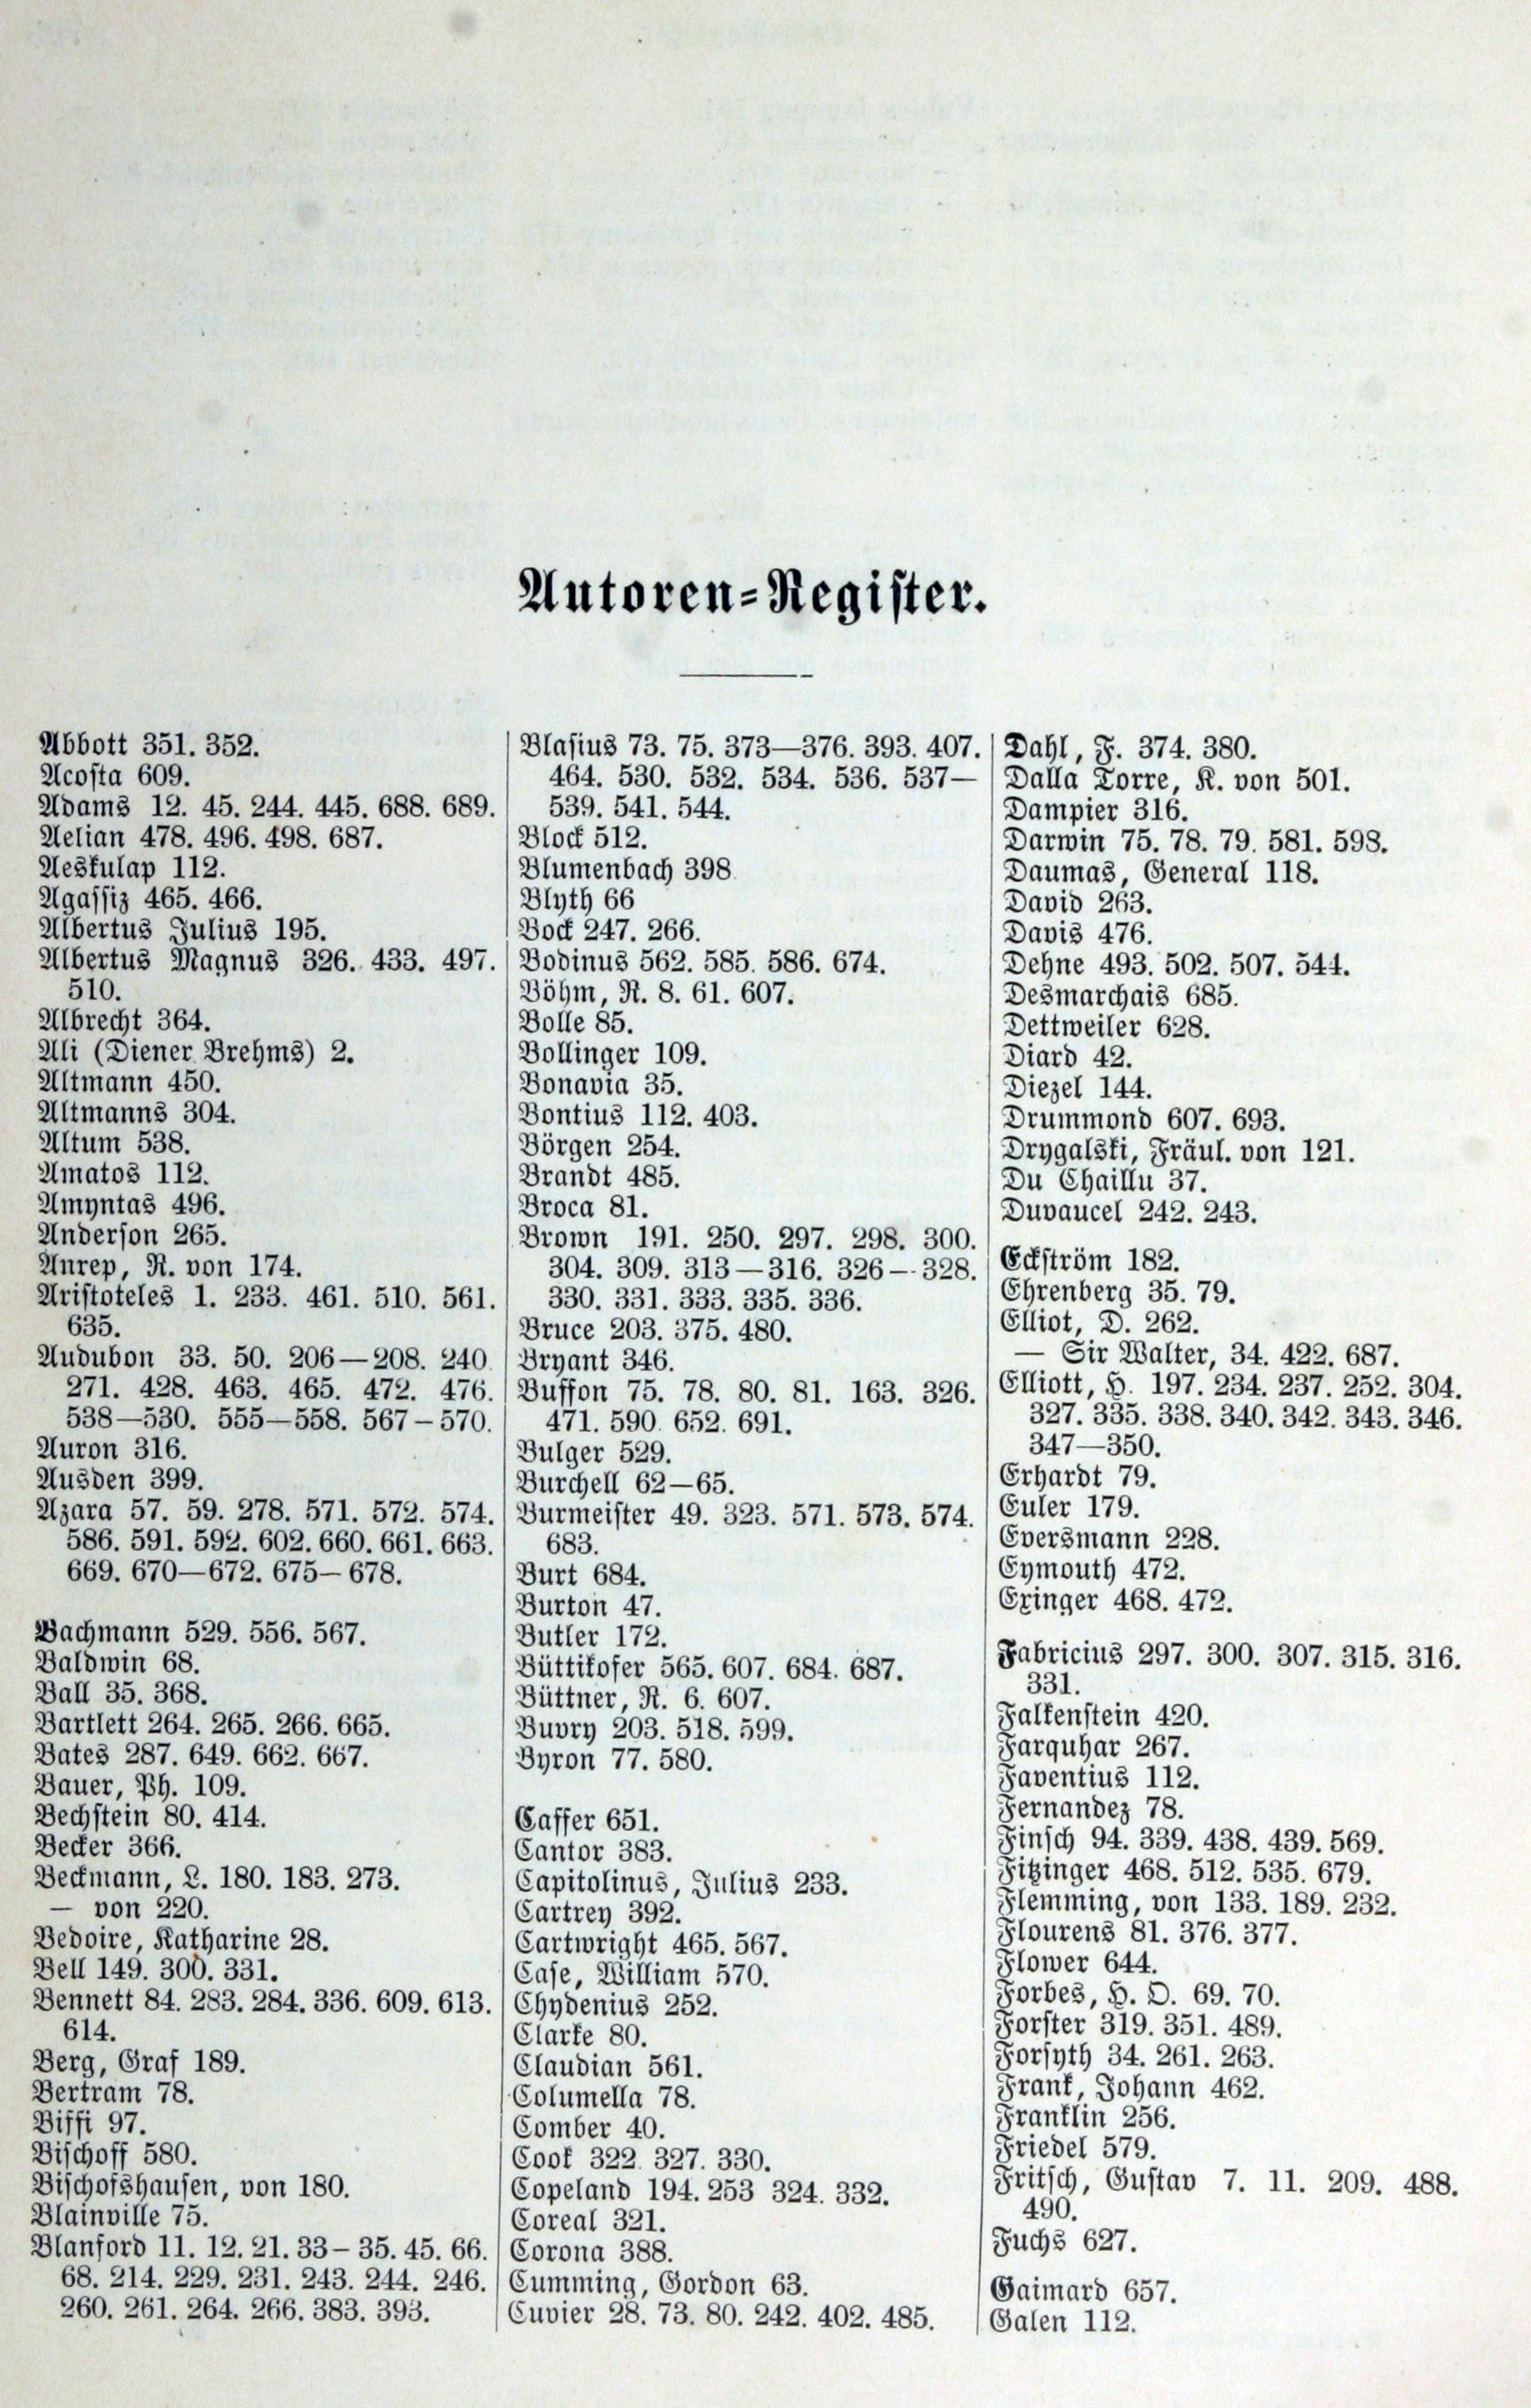 Autoren-Register.
Abbott 351. 352.
Acosta 609.
Adams 12. 45. 244. 445. 688. 689.
Aelian 478. 496. 498. 687.
Aeskulap 112.
Agassiz 465. 466.
Albertus Julius 195.
Albertus Magnus 326. 433. 497.
510.
Albrecht 364.
Ali (Diener Brehms) 2.
Altmann 450.
Altmanns 304.
Altum 538.
Amatos 112.
Amyntas 496.
Anderson 265.
Anrep, R. von 174.
Aristoteles 1. 233. 461. 510. 561.
635.
Audubon 33. 50. 206—208. 240.
271. 428. 463. 465. 472. 476.
538—530. 555—558. 567—570.
Auron 316.
Ausden 399.
Azara 57. 59. 278. 571. 572. 574.
586. 591. 592. 602. 660. 661. 663.
669. 670—672. 675—678.
Bachmann 529. 556. 567.
Baldwin 68.
Ball 35. 368.
Bartlett 264. 265. 266. 665.
Bates 287. 649. 662. 667.
Bauer, Ph. 109.
Bechstein 80. 414.
Becker 366.
Beckmann, L. 180. 183. 273.
— von 220.
Bedoire, Katharine 28.
Bell 149. 300. 331.
Bennett 84. 283. 284. 336. 609. 613.
614.
Berg, Graf 189.
Bertram 78.
Biffi 97.
Bischoff 580.
Bischofshausen, von 180.
Blainville 75.
Blanford 11. 12. 21. 33—35. 45. 66.
68. 214. 229. 231. 243. 244. 246.
260. 261. 264. 266. 383. 393.
Blasius 73. 75. 373—376. 393. 407.
464. 530. 532. 534. 536. 537—
539. 541. 544.
Block 512.
Blumenbach 398.
Blyth 66
Bock 247. 266.
Bodinus 562. 585. 586. 674.
Böhm, R. 8. 61. 607.
Bolle 85.
Bollinger 109.
Bonavia 35.
Bontius 112. 403.
Börgen 254.
Brandt 485.
Broca 81.
Brown 191. 250. 297. 298. 300.
304. 309. 313—316. 326—328.
330. 331. 333. 335. 336.
Bruce 203. 375. 480.
Bryant 346.
Buffon 75. 78. 80. 81. 163. 326.
471. 590. 652. 691.
Bulger 529.
Burchell 62—65.
Burmeister 49. 323. 571. 573. 574.
683.
Burt 684.
Burton 47.
Butler 172.
Büttikofer 565. 607. 684. 687.
Büttner, R. 6. 607.
Buvry 203. 518. 599.
Byron 77. 580.
Caffer 651.
Cantor 383.
Capitolinus, Julius 233.
Cartrey 392.
Cartwright 465. 567.
Case, William 570.
Chydenius 252.
Clarke 80.
Claudian 561.
Columella 78.
Comber 40.
Cook 322. 327. 330.
Copeland 194. 253 324. 332.
Coreal 321.
Corona 388.
Cumming, Gordon 63.
Cuvier 28. 73. 80. 242. 402. 485.
Dahl, F. 374. 380.
Dalla Torre, K. von 501.
Dampier 316.
Darwin 75. 78. 79. 581. 598.
Daumas, General 118.
David 263.
Davis 476.
Dehne 493. 502. 507. 544.
Desmarchais 685.
Dettweiler 628.
Diard 42.
Diezel 144.
Drummond 607. 693.
Drygalski, Fräul. von 121.
Du Chaillu 37.
Duvaucel 242. 243.
Eckström 182.
Ehrenberg 35. 79.
Elliot, D. 262.
— Sir Walter, 34. 422. 687.
Elliott, H. 197. 234. 237. 252. 304.
327. 335. 338. 340. 342. 343. 346.
347—350.
Erhardt 79.
Euler 179.
Eversmann 228.
Eymouth 472.
Exinger 468. 472.
Fabricius 297. 300. 307. 315. 316.
331.
Falkenstein 420.
Farquhar 267.
Faventius 112.
Fernandez 78.
Finsch 94. 339. 438. 439. 569.
Fitzinger 468. 512. 535. 679.
Flemming, von 133. 189. 232.
Flourens 81. 376. 377.
Flower 644.
Forbes, H. O. 69. 70.
Forster 319. 351. 489.
Forsyth 34. 261. 263.
Frank, Johann 462.
Franklin 256.
Friedel 579.
Fritsch, Gustav 7. 11. 209. 488.
490.
Fuchs 627.
Gaimard 657.
Galen 112.